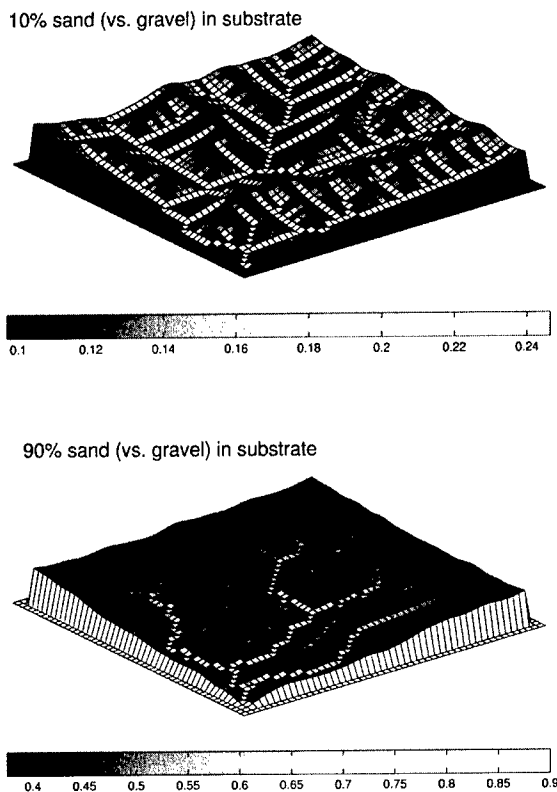 10% sand (vs. gravel) in substrate
0.1 0.12 0.14 0.16 0.18 0.2 0.22 0.24
90% sand (vs. gravel) in substrate
0.4 0.45 0.5 0.55 0.6 0.65 0.7 0.75 0.8 0.85 0.9